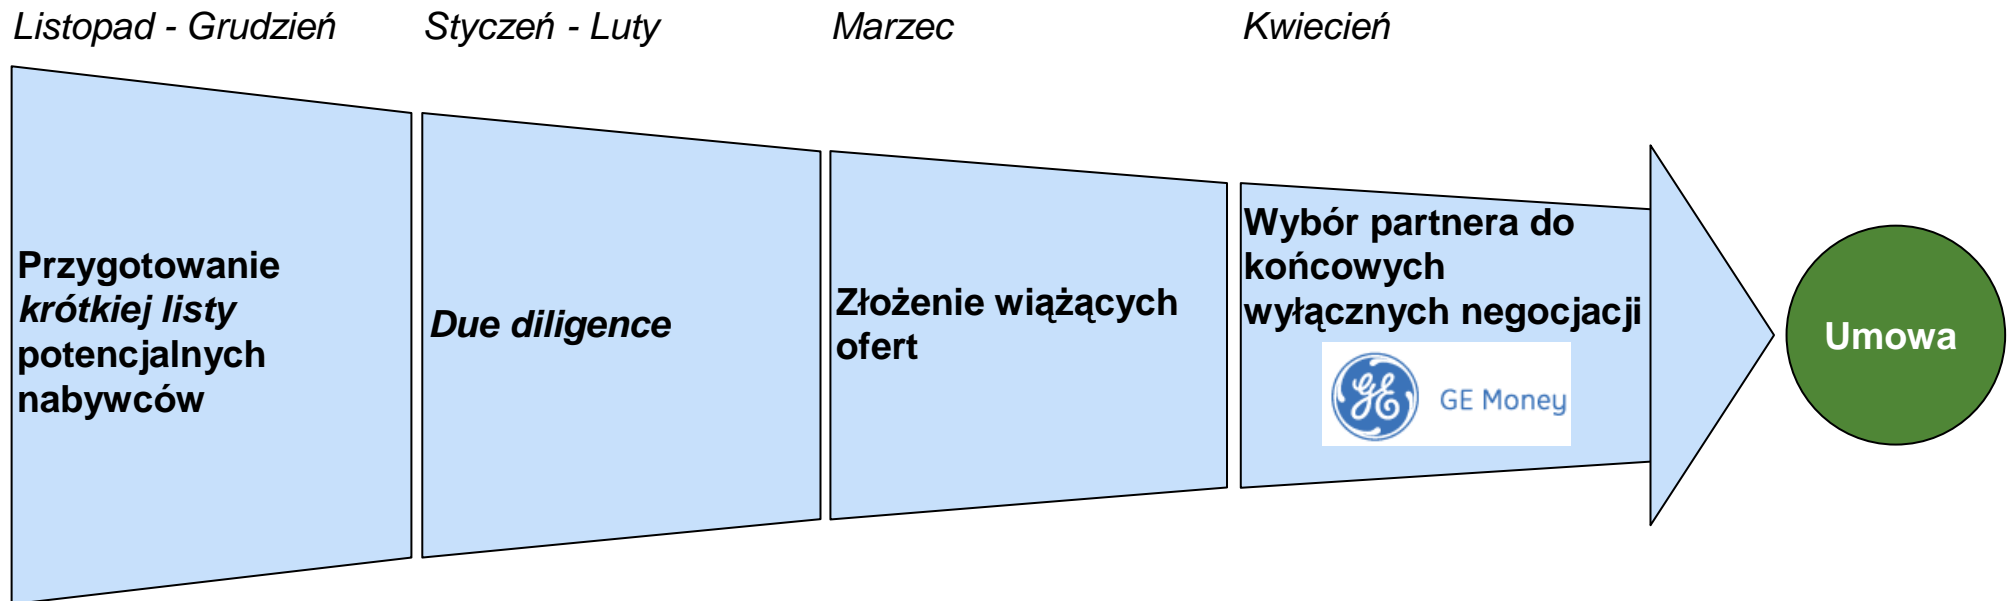 Listopad - Grudzień
Styczeń - Luty
Marzec
Kwiecień
Przygotowanie
krótkiej listy
potencjalnych
nabywców
Due diligence
Złożenie wiążących
ofert
Wybór partnera do
końcowych
wyłącznych negocjacji
GE
GE Money
Umowa